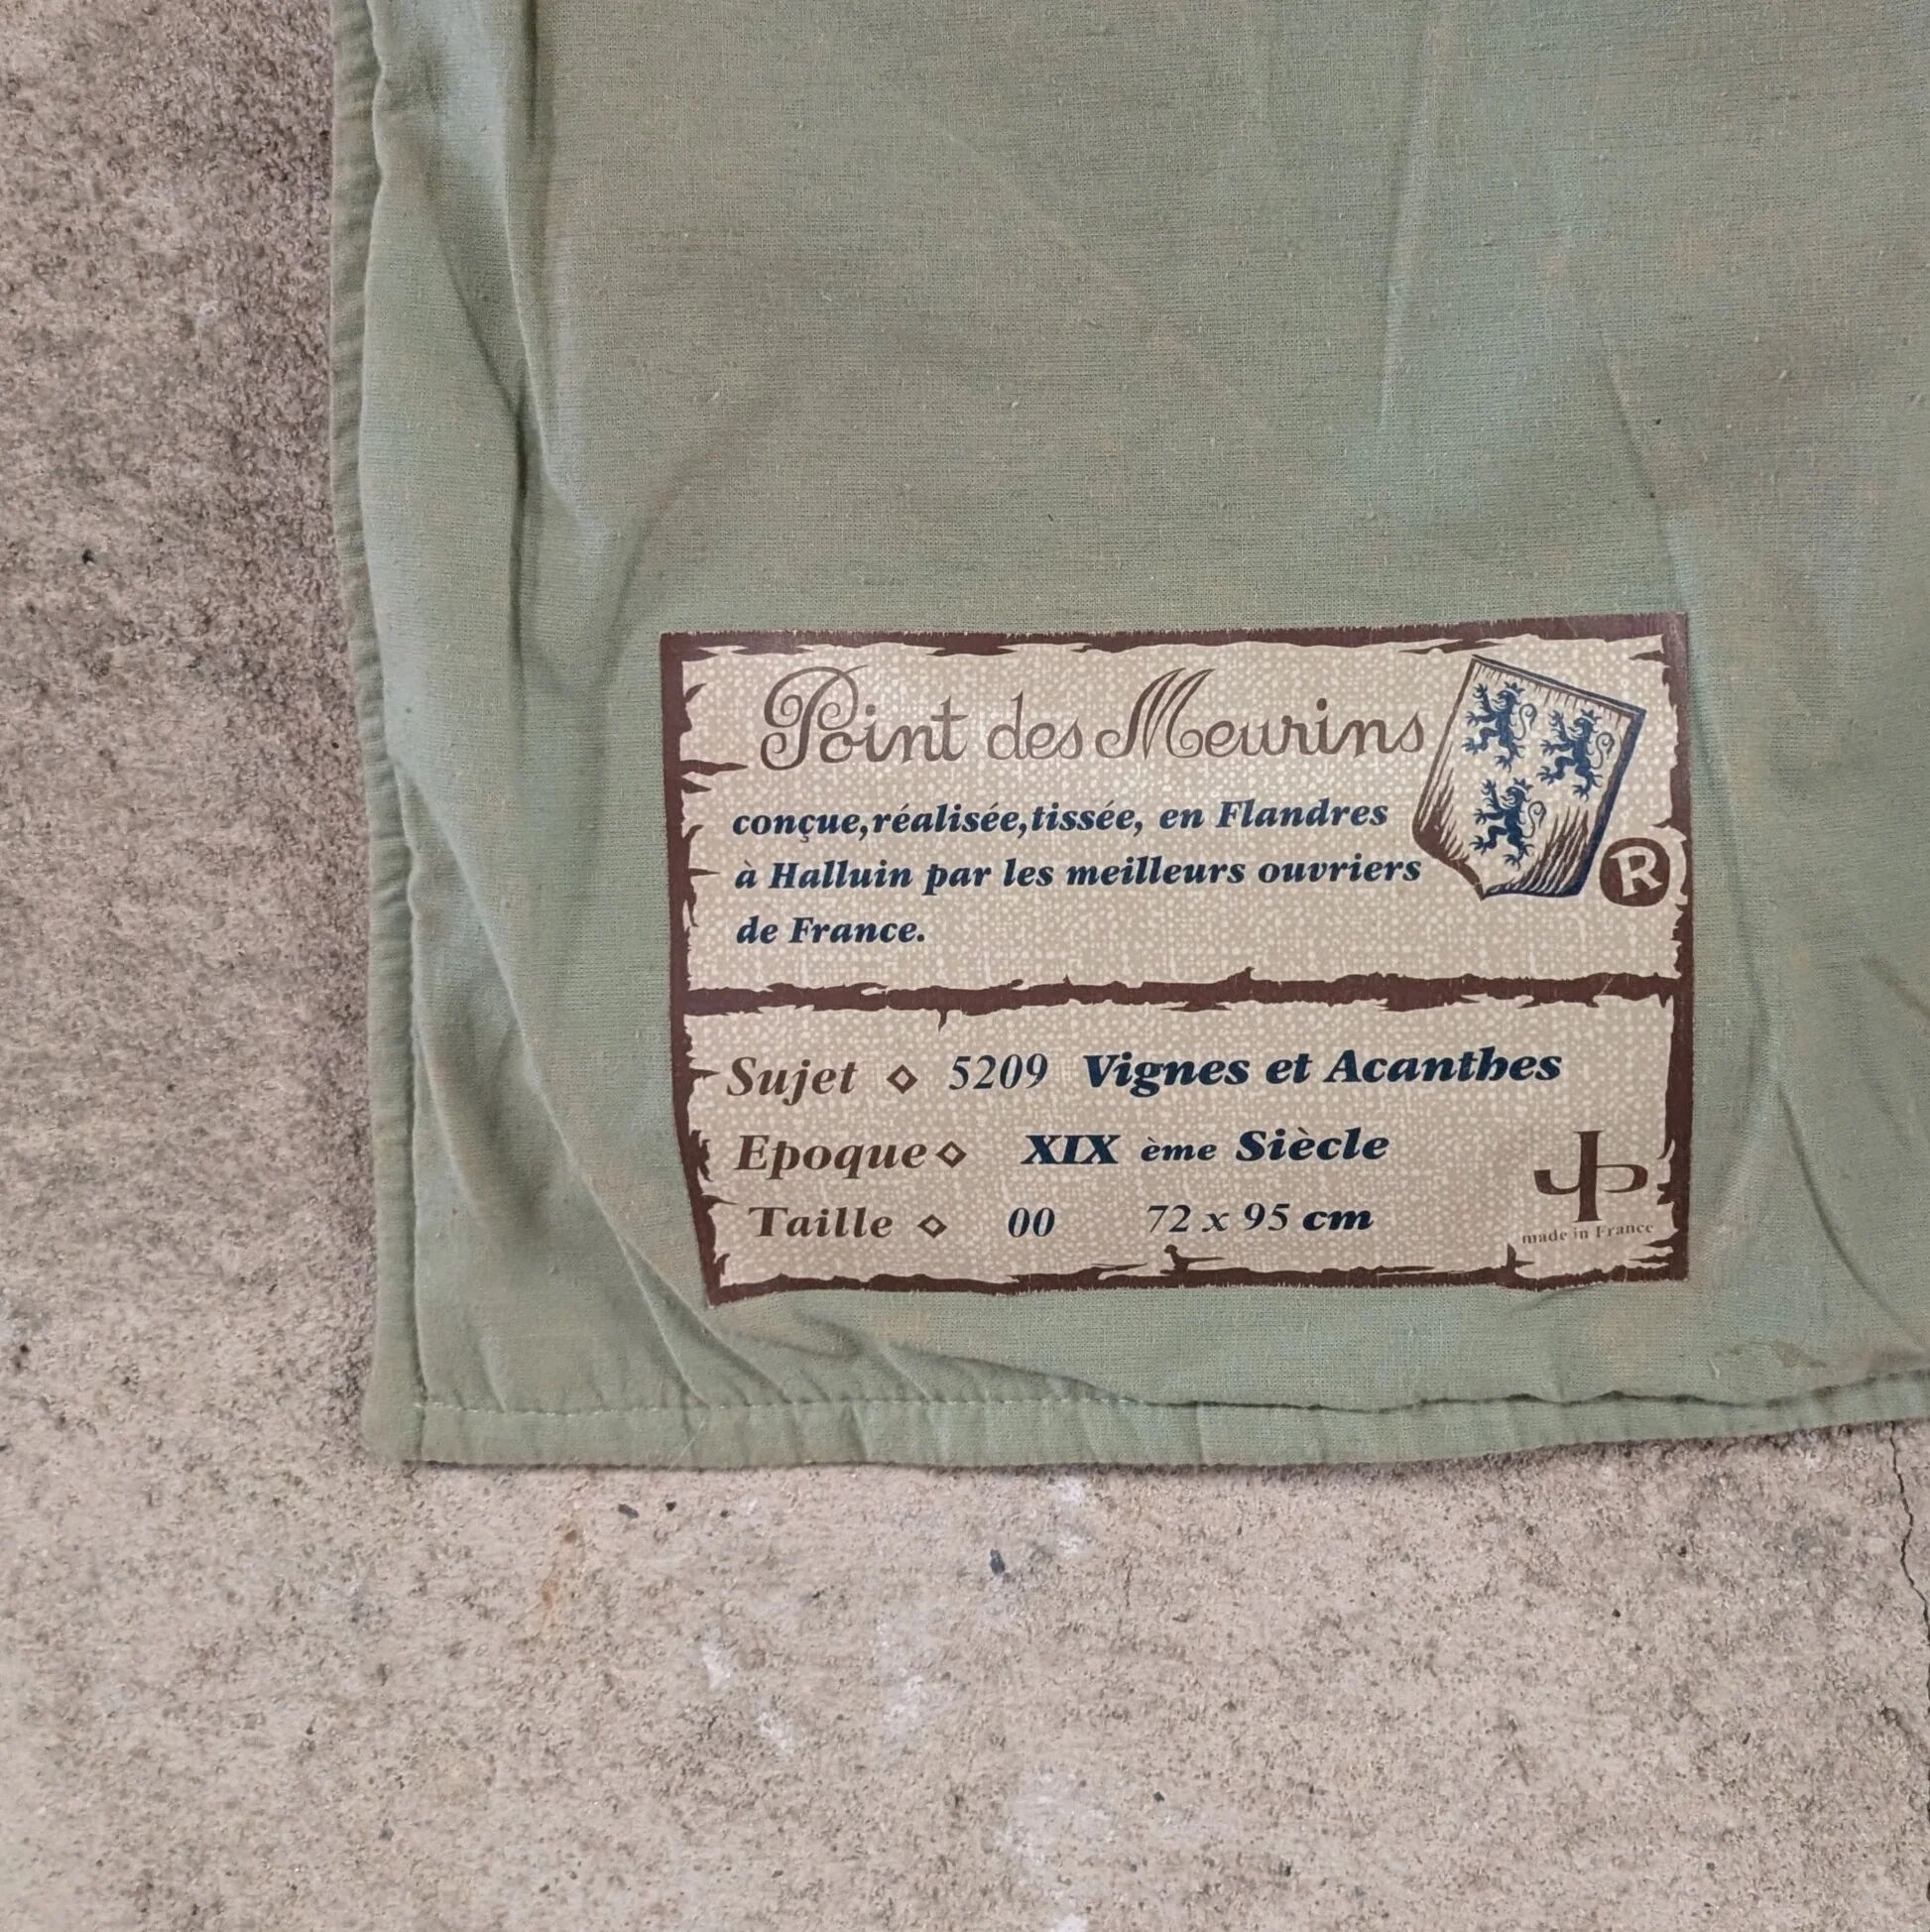 Point des Meurins
conçue,réalisée,tissée, en Flandres
à Halluin par les meilleurs ouvriers
de France.
R
Sujet ◇ 5209 Vignes et Acanthes
Epoque ◇ XIX ème Siècle
Taille ◇ 00 72 x 95 cm
JP
made in France